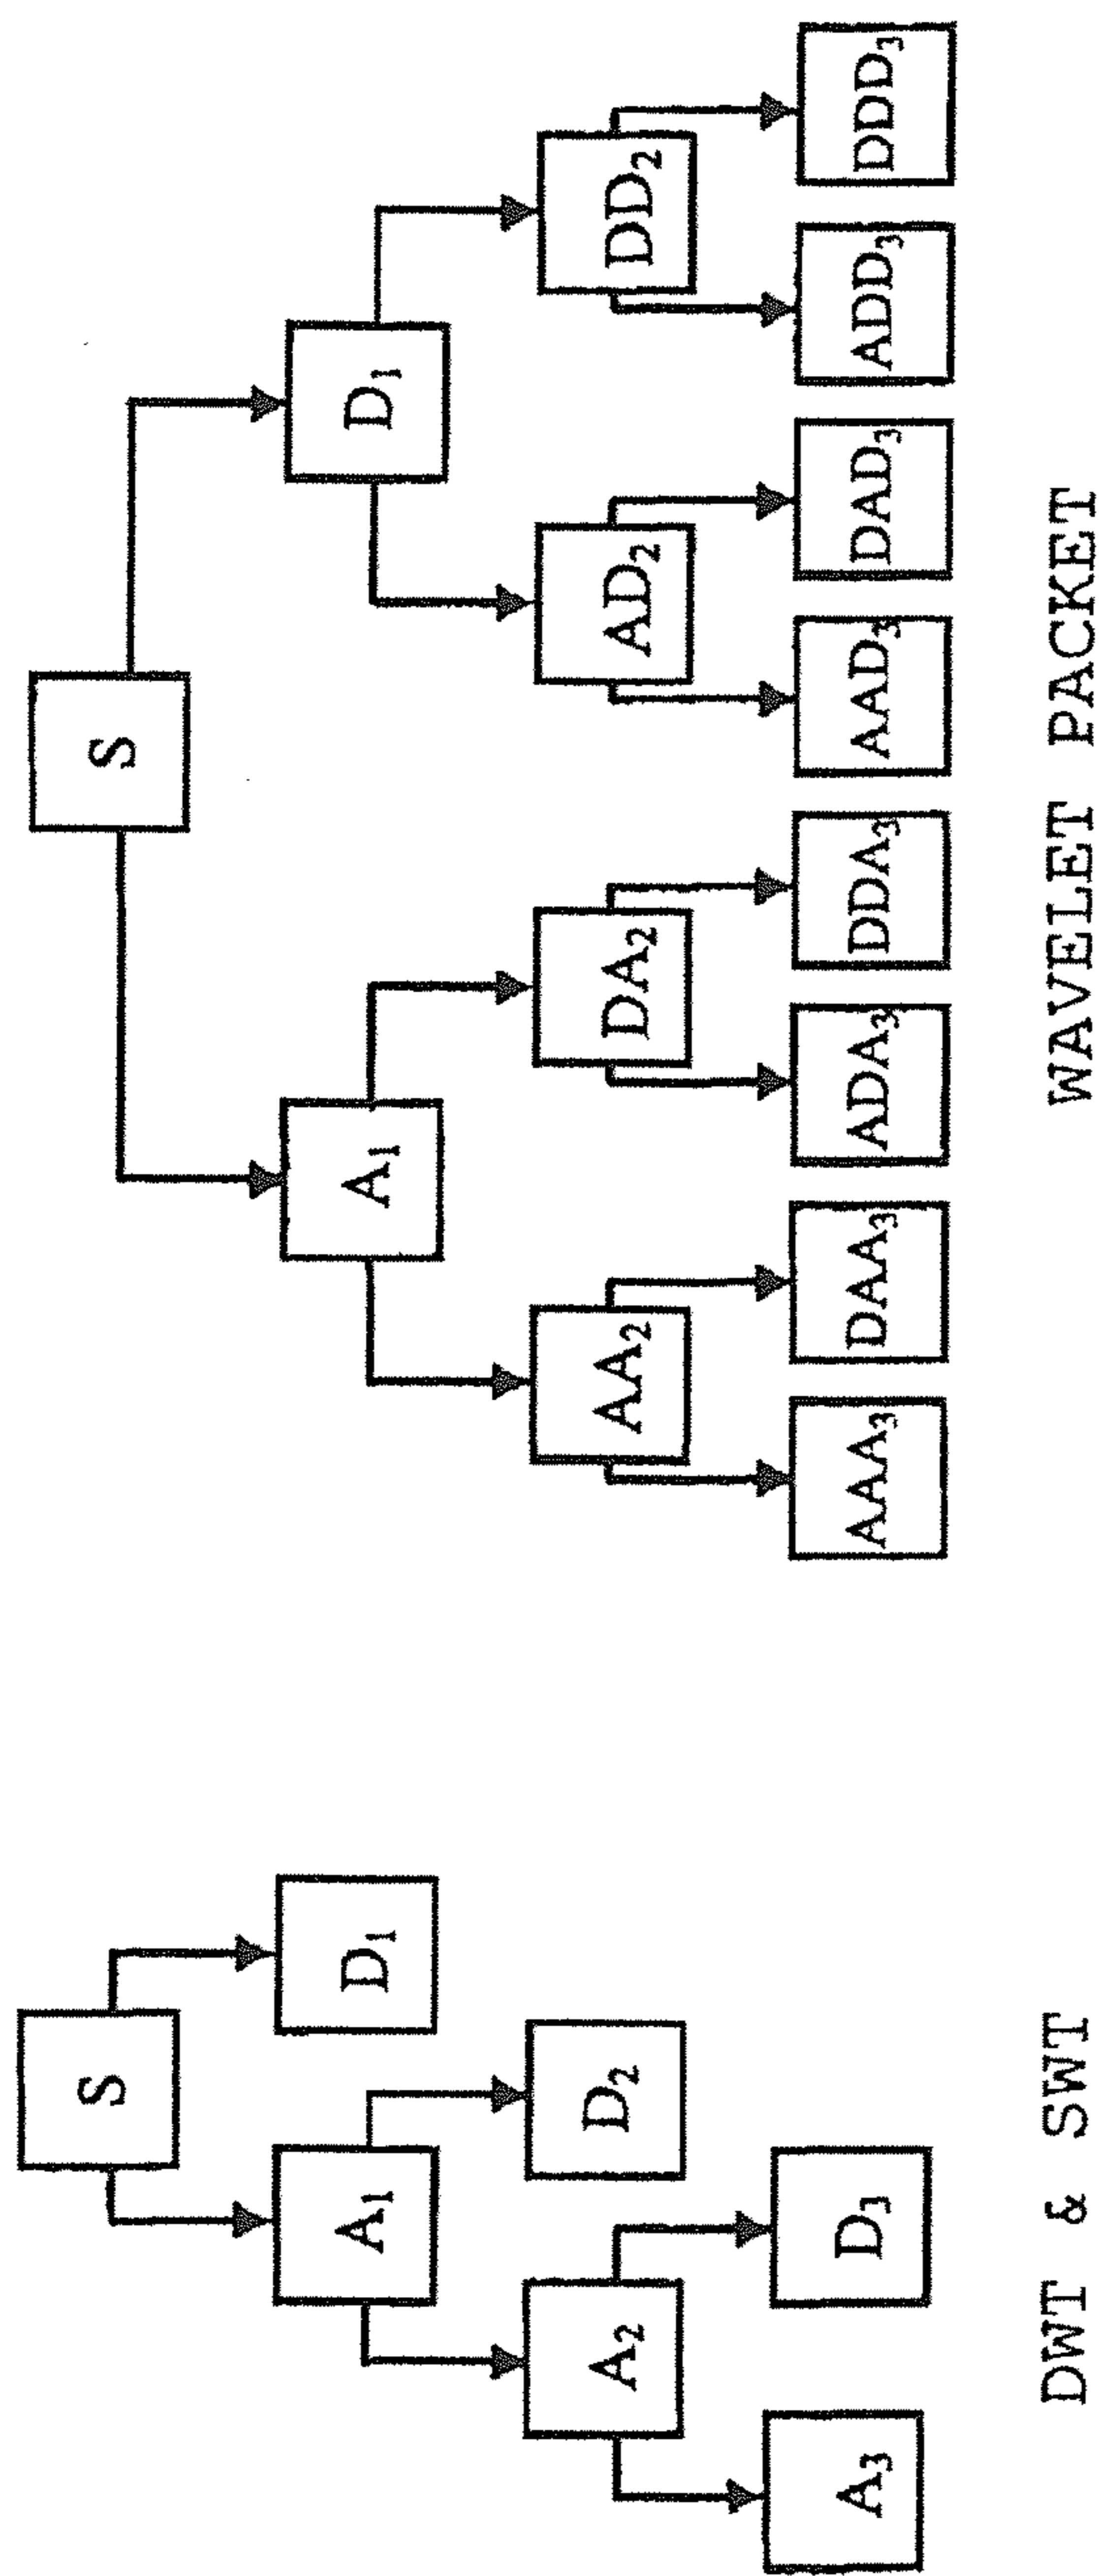 S
A₁ D₁
A₂ D₂
A₃ D₃
DWT & SWT
S
A₁ D₁
AA₂ DA₂ AD₂ DD₂
AAA₃ DAA₃ ADA₃ DDA₃ AAD₃ DAD₃ ADD₃ DDD₃
WAVELET PACKET